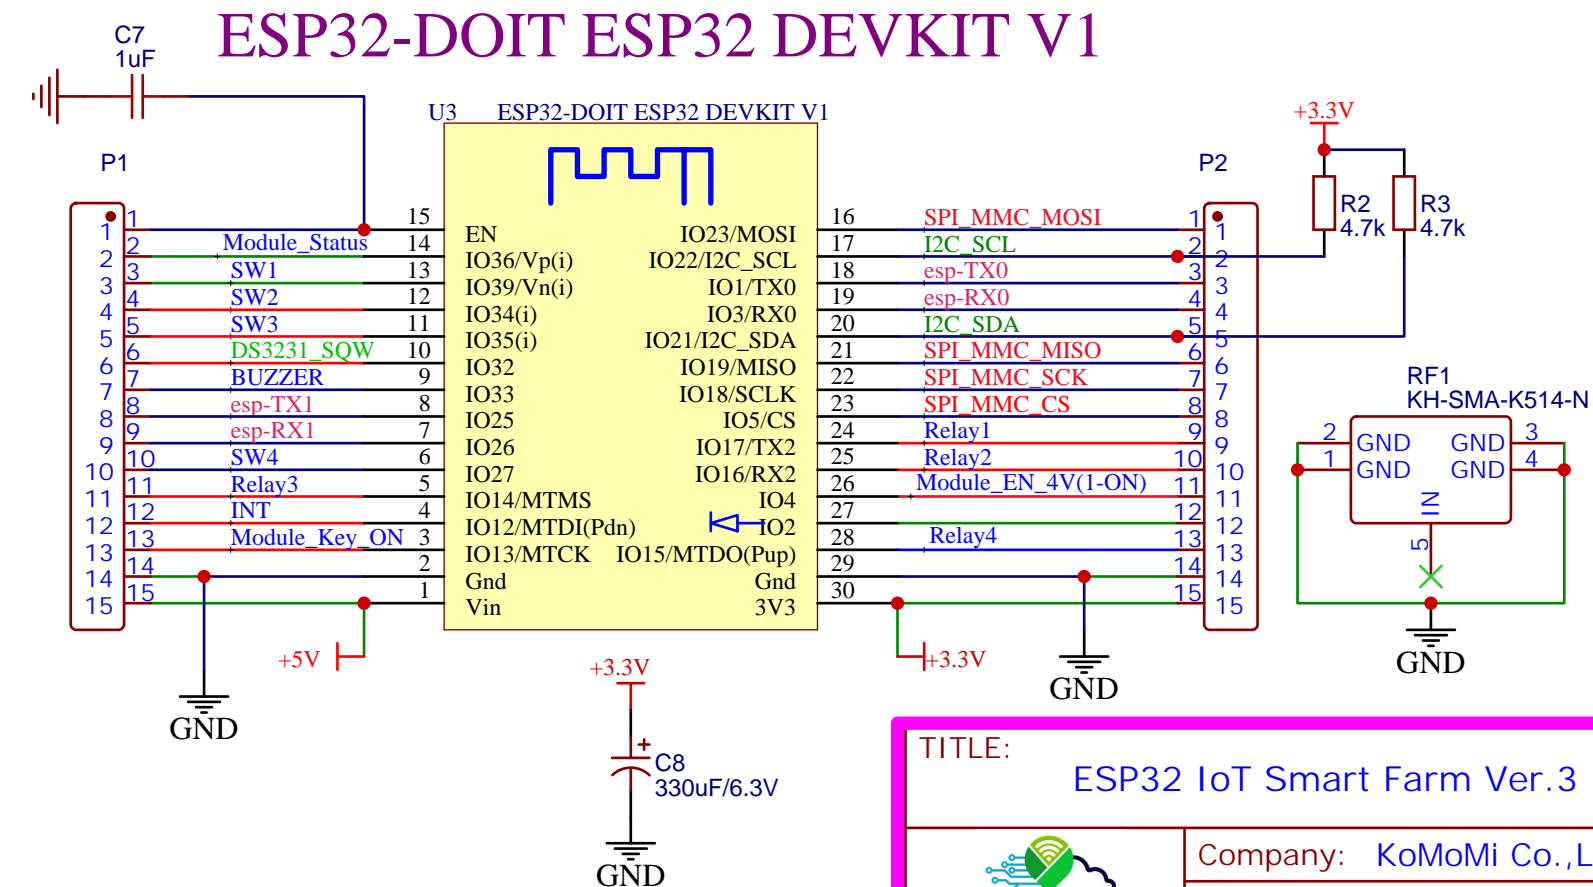 ESP32-DOIT ESP32 DEVKIT V1
C7
1uF
U3 ESP32-DOIT ESP32 DEVKIT V1
+3.3V
P1
P2
R2
4.7k
R3
4.7k
1 1 15 EN
2 2 Module_Status 14 IO36/Vp(i)
3 3 SW1 13 IO39/Vn(i)
4 4 SW2 12 IO34(i)
5 5 SW3 11 IO35(i)
6 6 DS3231_SQW 10 IO32
7 7 BUZZER 9 IO33
8 8 esp-TX1 8 IO25
9 9 esp-RX1 7 IO26
10 10 SW4 6 IO27
11 11 Relay3 5 IO14/MTMS
12 12 INT 4 IO12/MTDI(Pdn)
13 13 Module_Key_ON 3 IO13/MTCK
14 14 2 Gnd
15 15 1 Vin
IO23/MOSI 16 SPI_MMC_MOSI 1 1
IO22/I2C_SCL 17 I2C_SCL 2 2
IO1/TX0 18 esp-TX0 3 3
IO3/RX0 19 esp-RX0 4 4
IO21/I2C_SDA 20 I2C_SDA 5 5
IO19/MISO 21 SPI_MMC_MISO 6 6
IO18/SCLK 22 SPI_MMC_SCK 7 7
IO5/CS 23 SPI_MMC_CS 8 8
IO17/TX2 24 Relay1 9 9
IO16/RX2 25 Relay2 10 10
IO4 26 Module_EN_4V(1-ON) 11 11
IO2 27 12 12
IO15/MTDO(Pup) 28 Relay4 13 13
Gnd 29 14 14
3V3 30 15 15
RF1
KH-SMA-K514-N
2 GND GND 3
1 GND GND 4
IN
5
GND
+5V
GND
+3.3V
GND
+3.3V
+
C8
330uF/6.3V
GND
TITLE:
ESP32 IoT Smart Farm Ver.3
Company: KoMoMi Co.,L